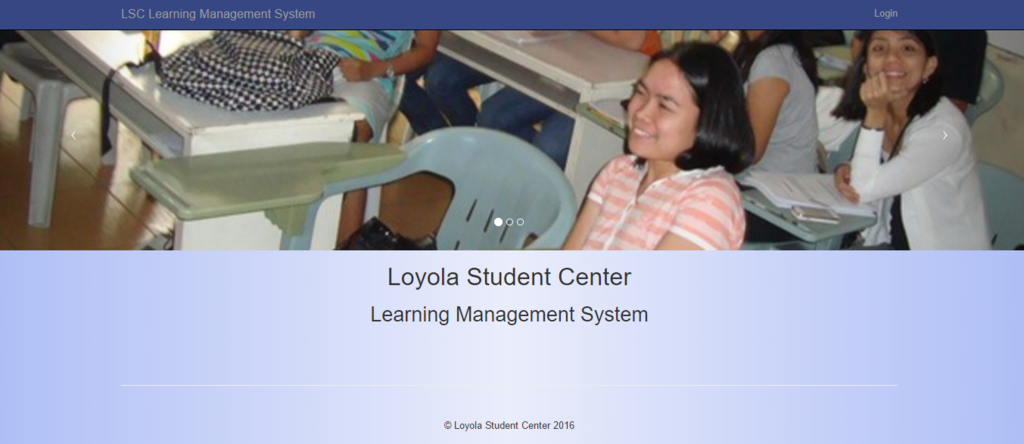 LSC Learning Management System
Login
Loyola Student Center
Learning Management System
© Loyola Student Center 2016